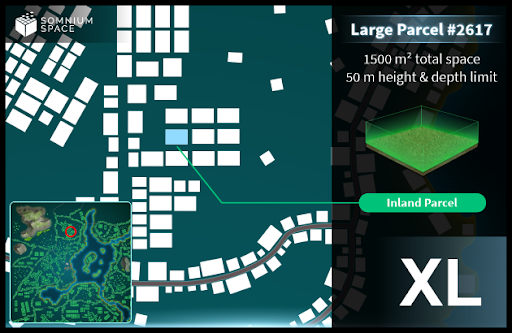 SOMNIUM
SPACE
Large Parcel #2617
1500 m² total space
50 m height & depth limit
Inland Parcel
XL